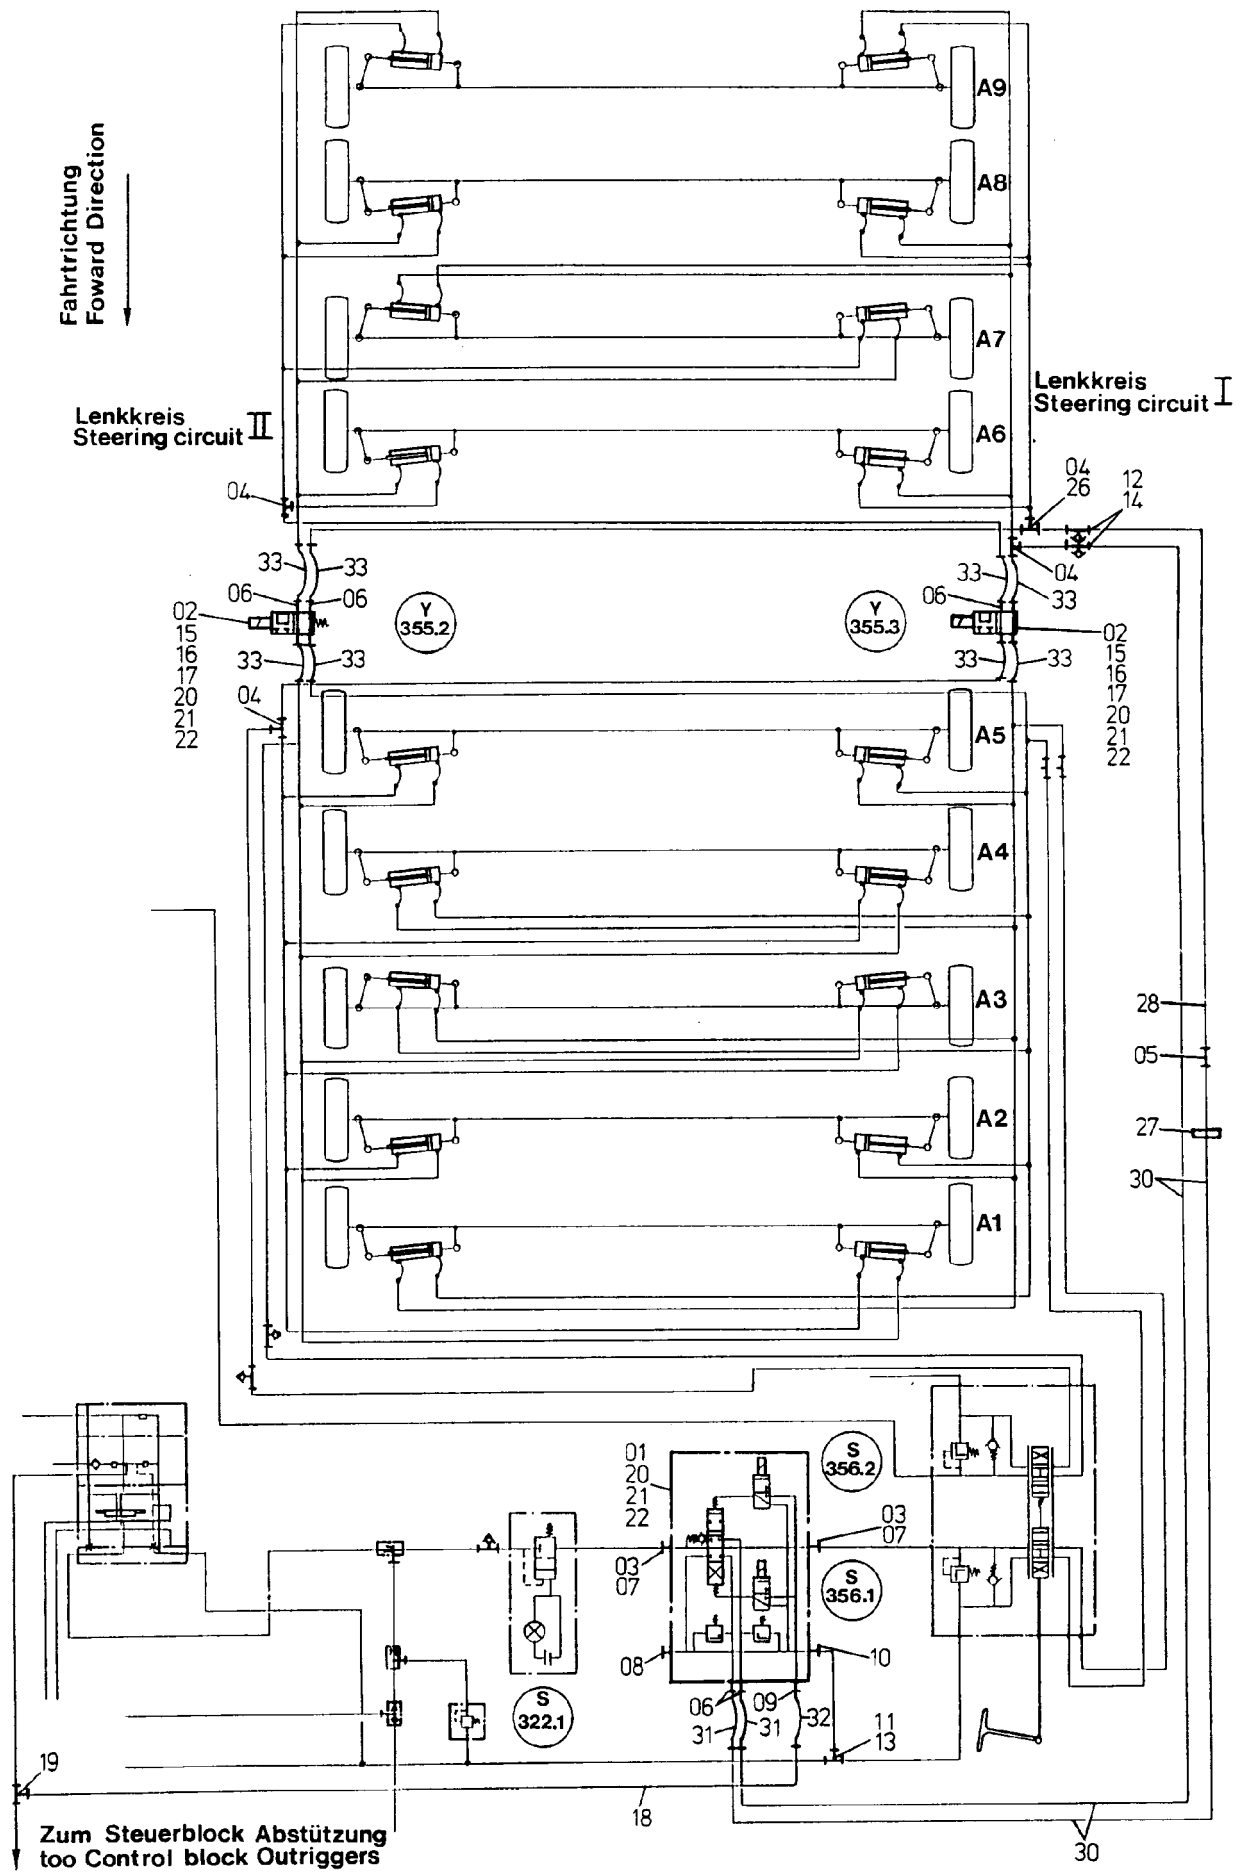 Fahrtrichtung
Foward Direction
A9
A8
A7
Lenkkreis
Steering circuit I
Lenkkreis
Steering circuit II
A6
04
04
26
12
14
33
33
33
04
33
06
06
06
02
15
16
17
20
21
22
Y
355.2
Y
355.3
02
15
16
17
20
21
22
33
33
33
33
04
A5
A4
A3
28
05
A2
27
30
A1
01
20
21
22
S
356.2
03
07
03
07
S
356.1
08
10
S
322.1
06
09
31
31
32
11
13
19
18
30
Zum Steuerblock Abstützung
too Control block Outriggers